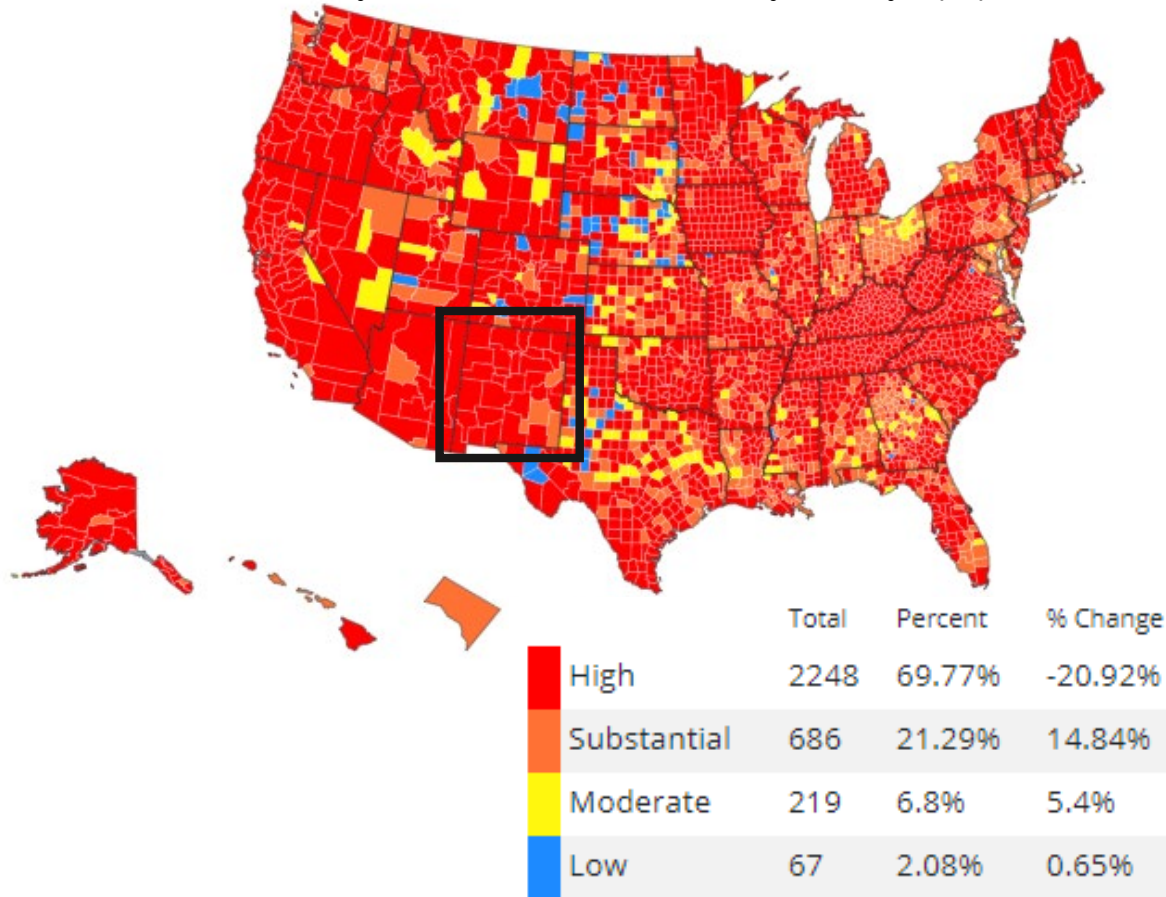 Total Percent % Change
High 2248 69.77% -20.92%
Substantial 686 21.29% 14.84%
Moderate 219 6.8% 5.4%
Low 67 2.08% 0.65%